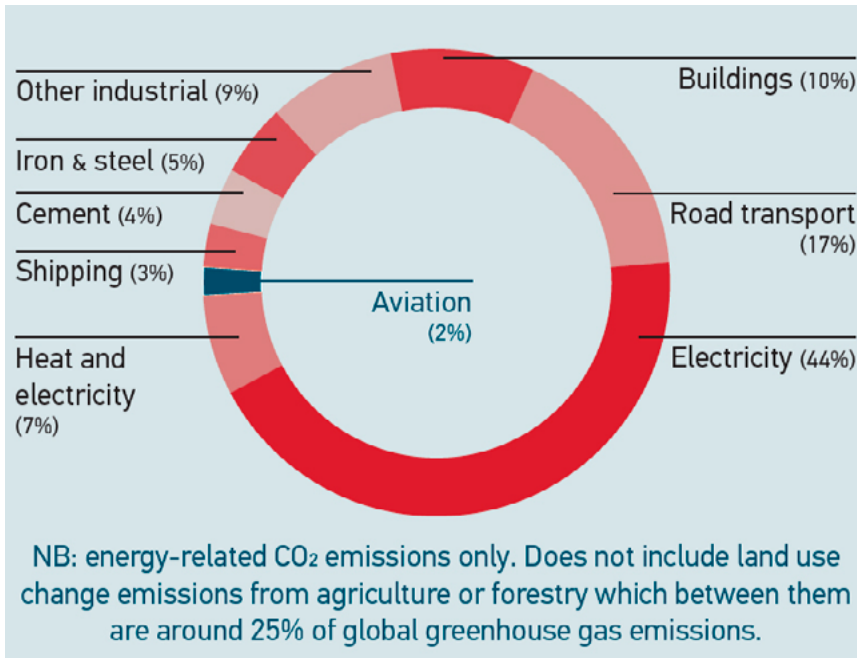 Other industrial (9%)
Buildings (10%)
Iron & steel (5%)
Cement (4%)
Road transport
(17%)
Shipping (3%)
Aviation
(2%)
Heat and
electricity
(7%)
Electricity (44%)
NB: energy-related CO₂ emissions only. Does not include land use
change emissions from agriculture or forestry which between them
are around 25% of global greenhouse gas emissions.